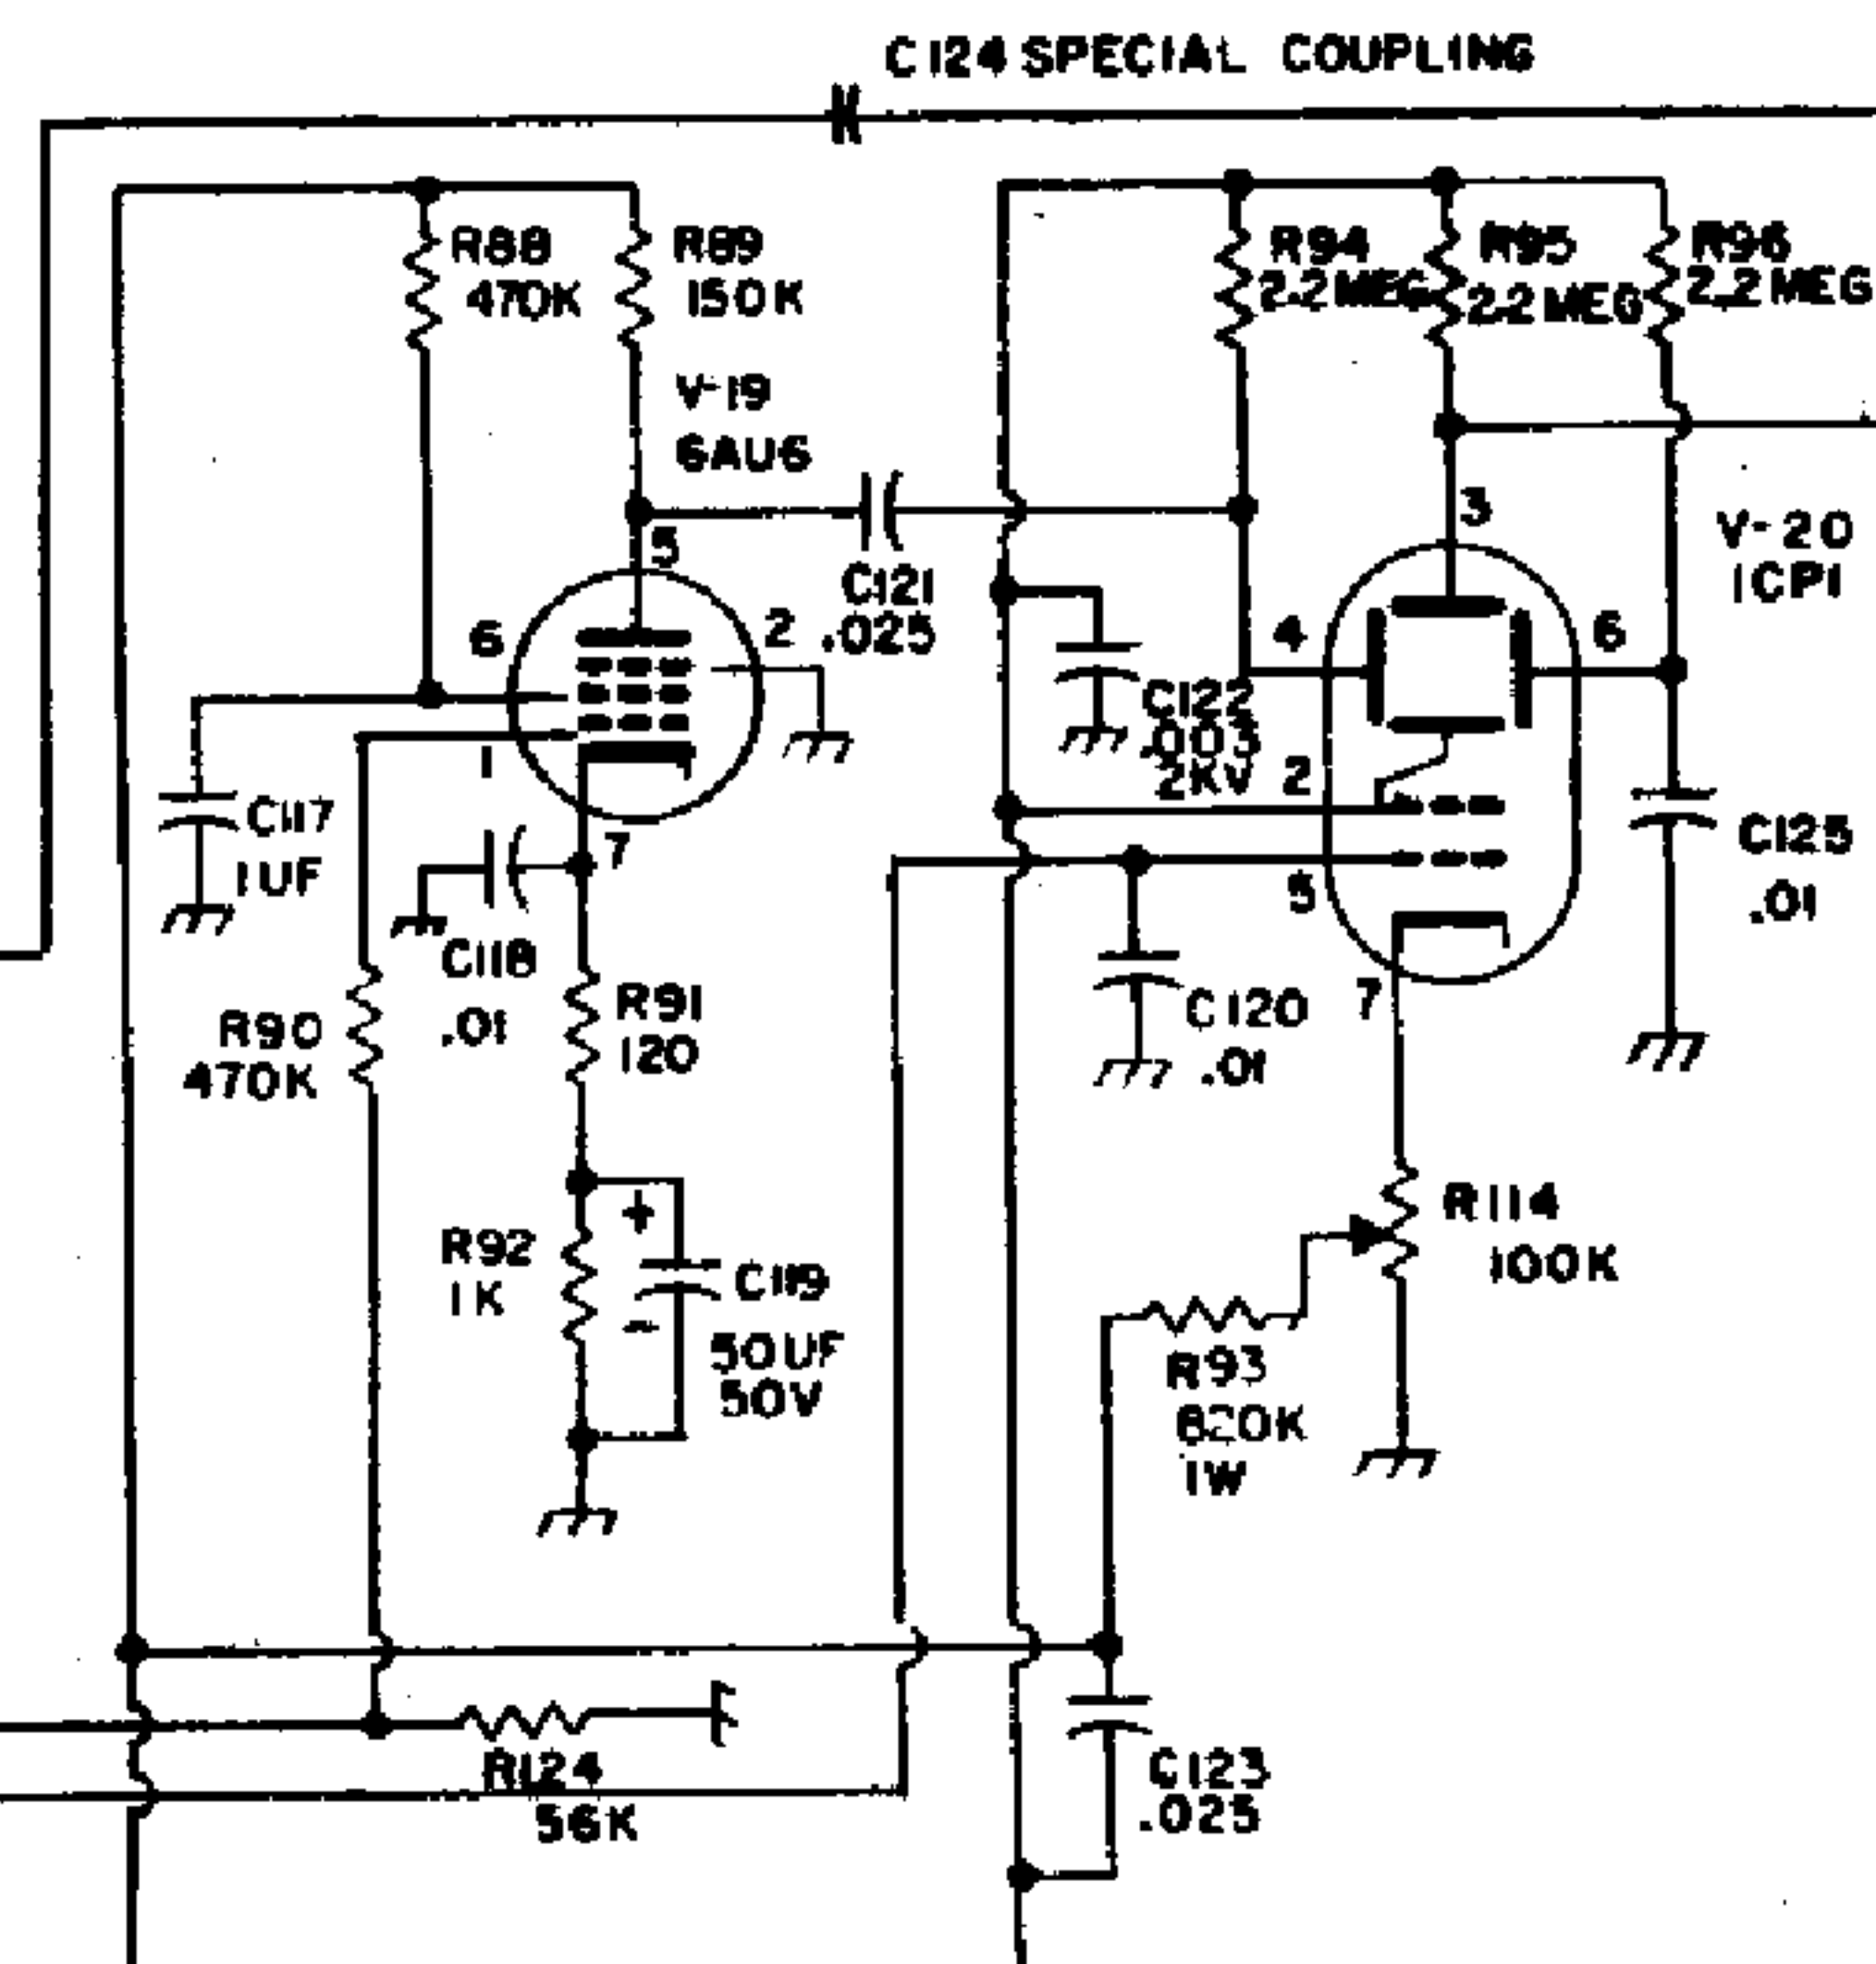 C124 SPECIAL COUPLING
R88
470K
R89
150K
R94
2.2MEG
R95
2.2MEG
R96
2.2MEG
V-19
6AU6
5
6
2
1
7
C121
.025
3
V-20
1CP1
4
6
2
5
7
C122
.003
2KV
C117
1UF
C118
.01
C125
.01
R90
470K
R91
120
C120
.01
R92
1K
+
C119
-
50UF
50V
R114
100K
R93
820K
1W
R124
56K
C123
.025